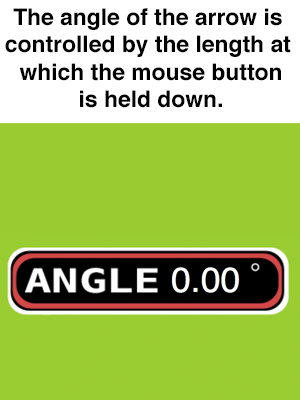 The angle of the arrow is
controlled by the length at
which the mouse button
is held down.
ANGLE 0.00 °